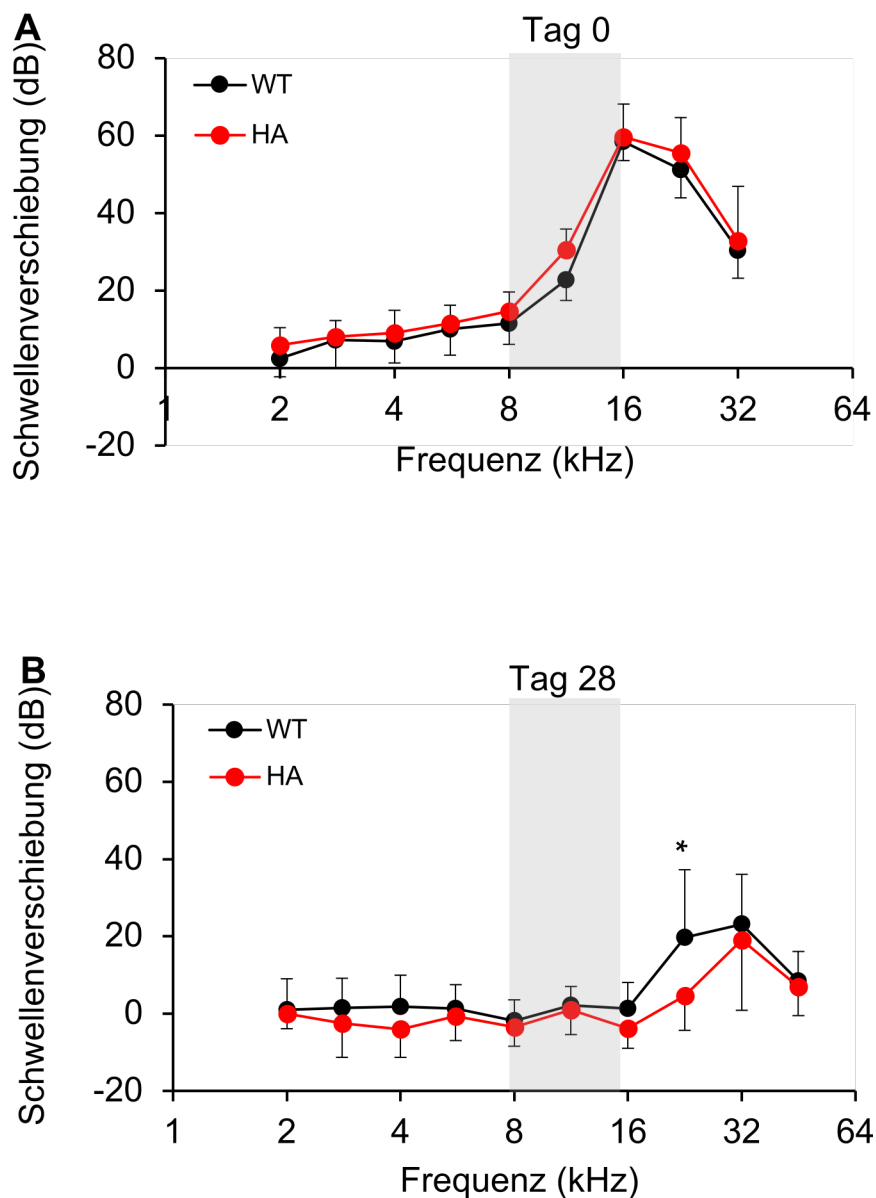 A
Tag 0
Schwellenverschiebung (dB)
80
60
40
20
0
-20
WT
HA
1 2 4 8 16 32 64
Frequenz (kHz)
B
Tag 28
Schwellenverschiebung (dB)
80
60
40
20
0
-20
WT
HA
*
1 2 4 8 16 32 64
Frequenz (kHz)